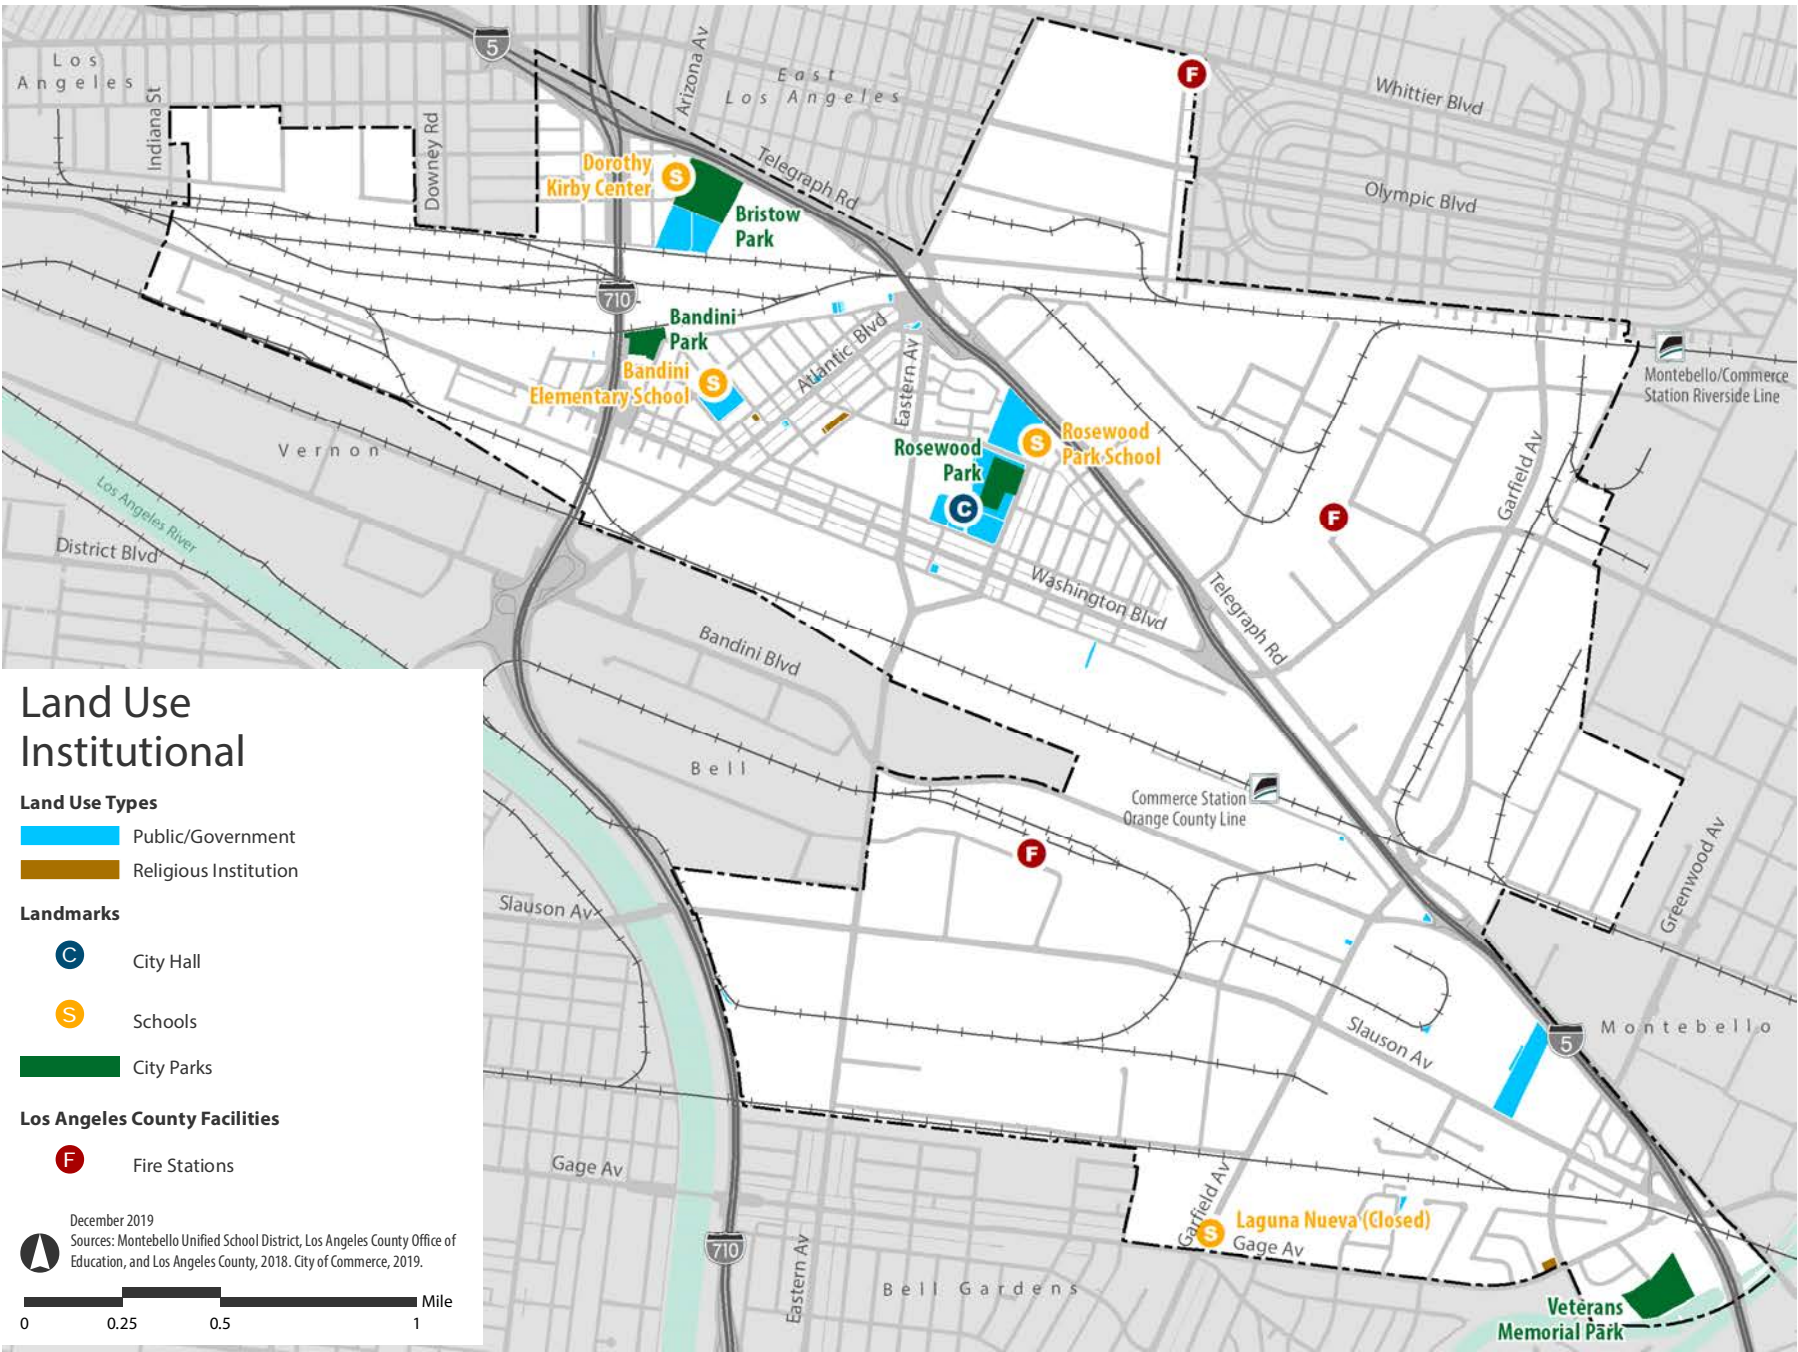 Los
Angeles
Indiana St
Downey Rd
5
Arizona Av
East
Los Angeles
Telegraph Rd
F
Whittier Blvd
Olympic Blvd
Dorothy
Kirby Center
S
Bristow
Park
710
Bandini
Park
Bandini
Elementary School
S
Atlantic Blvd
Eastern Av
Rosewood
Park
S
Rosewood
Park School
C
F
Garfield Av
Montebello/Commerce
Station Riverside Line
Vernon
Los Angeles River
District Blvd
Washington Blvd
Telegraph Rd
Bandini Blvd
Bell
Commerce Station
Orange County Line
F
Greenwood Av
Slauson Av
Slauson Av
5
Montebello
Gage Av
710
Eastern Av
Bell Gardens
Garfield Av
S
Laguna Nueva (Closed)
Gage Av
Veterans
Memorial Park
Land Use
Institutional
Land Use Types
Public/Government
Religious Institution
Landmarks
C
City Hall
S
Schools
City Parks
Los Angeles County Facilities
F
Fire Stations
December 2019
Sources: Montebello Unified School District, Los Angeles County Office of
Education, and Los Angeles County, 2018. City of Commerce, 2019.
Mile
0 0.25 0.5 1